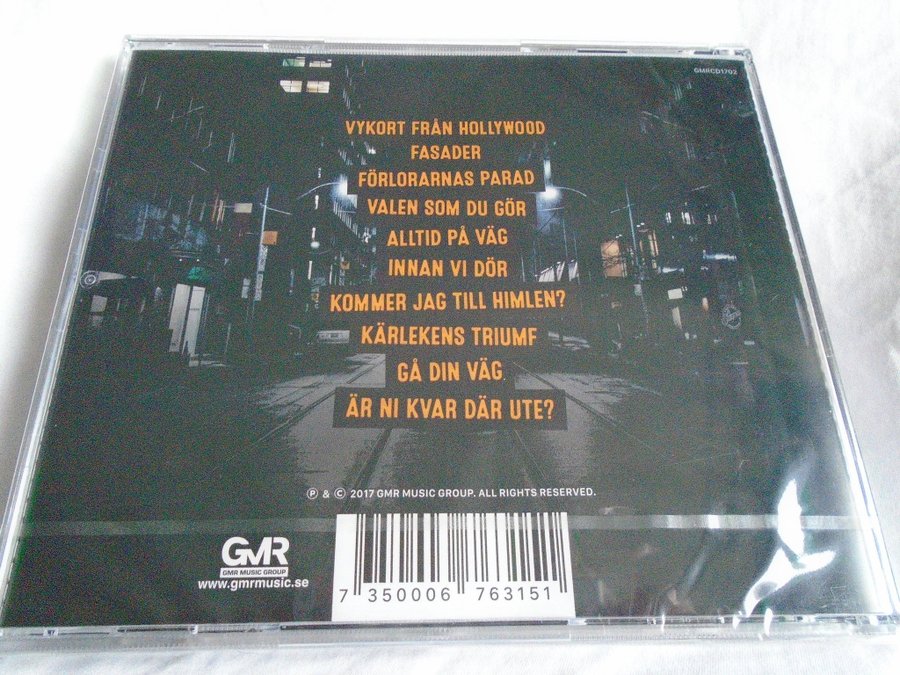 GMRCD1702
VYKORT FRÅN HOLLYWOOD
FASADER
FÖRLORARNAS PARAD
VALEN SOM DU GÖR
ALLTID PÅ VÄG
INNAN VI DÖR
KOMMER JAG TILL HIMLEN?
KÄRLEKENS TRIUMF
GÅ DIN VÄG
ÄR NI KVAR DÄR UTE?
Ⓟ & © 2017 GMR MUSIC GROUP. ALL RIGHTS RESERVED.
GMR
GMR MUSIC GROUP
www.gmrmusic.se
7 350006 763151